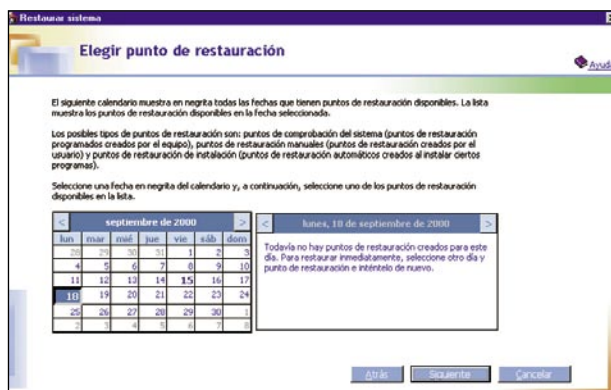 Restaurar sistema
Elegir punto de restauración
Ayuda
El siguiente calendario muestra en negrita todas las fechas que tienen puntos de restauración disponibles. La lista
muestra los puntos de restauración disponibles en la fecha seleccionada.
Los posibles tipos de puntos de restauración son: puntos de comprobación del sistema (puntos de restauración
programados creados por el equipo), puntos de restauración manuales (puntos de restauración creados por el
usuario) y puntos de restauración de instalación (puntos de restauración automáticos creados al instalar ciertos
programas).
Seleccione una fecha en negrita del calendario y, a continuación, seleccione uno de los puntos de restauración
disponibles en la lista.
< septiembre de 2000 >
lun mar mié jue vie sáb dom
28 29 30 31 1 2 3
4 5 6 7 8 9 10
11 12 13 14 15 16 17
18 19 20 21 22 23 24
25 26 27 28 29 30 1
2 3 4 5 6 7 8
< lunes, 18 de septiembre de 2000 >
Todavía no hay puntos de restauración creados para este
día. Para restaurar inmediatamente, seleccione otro día y
punto de restauración e inténtelo de nuevo.
Atrás Siguiente Cancelar